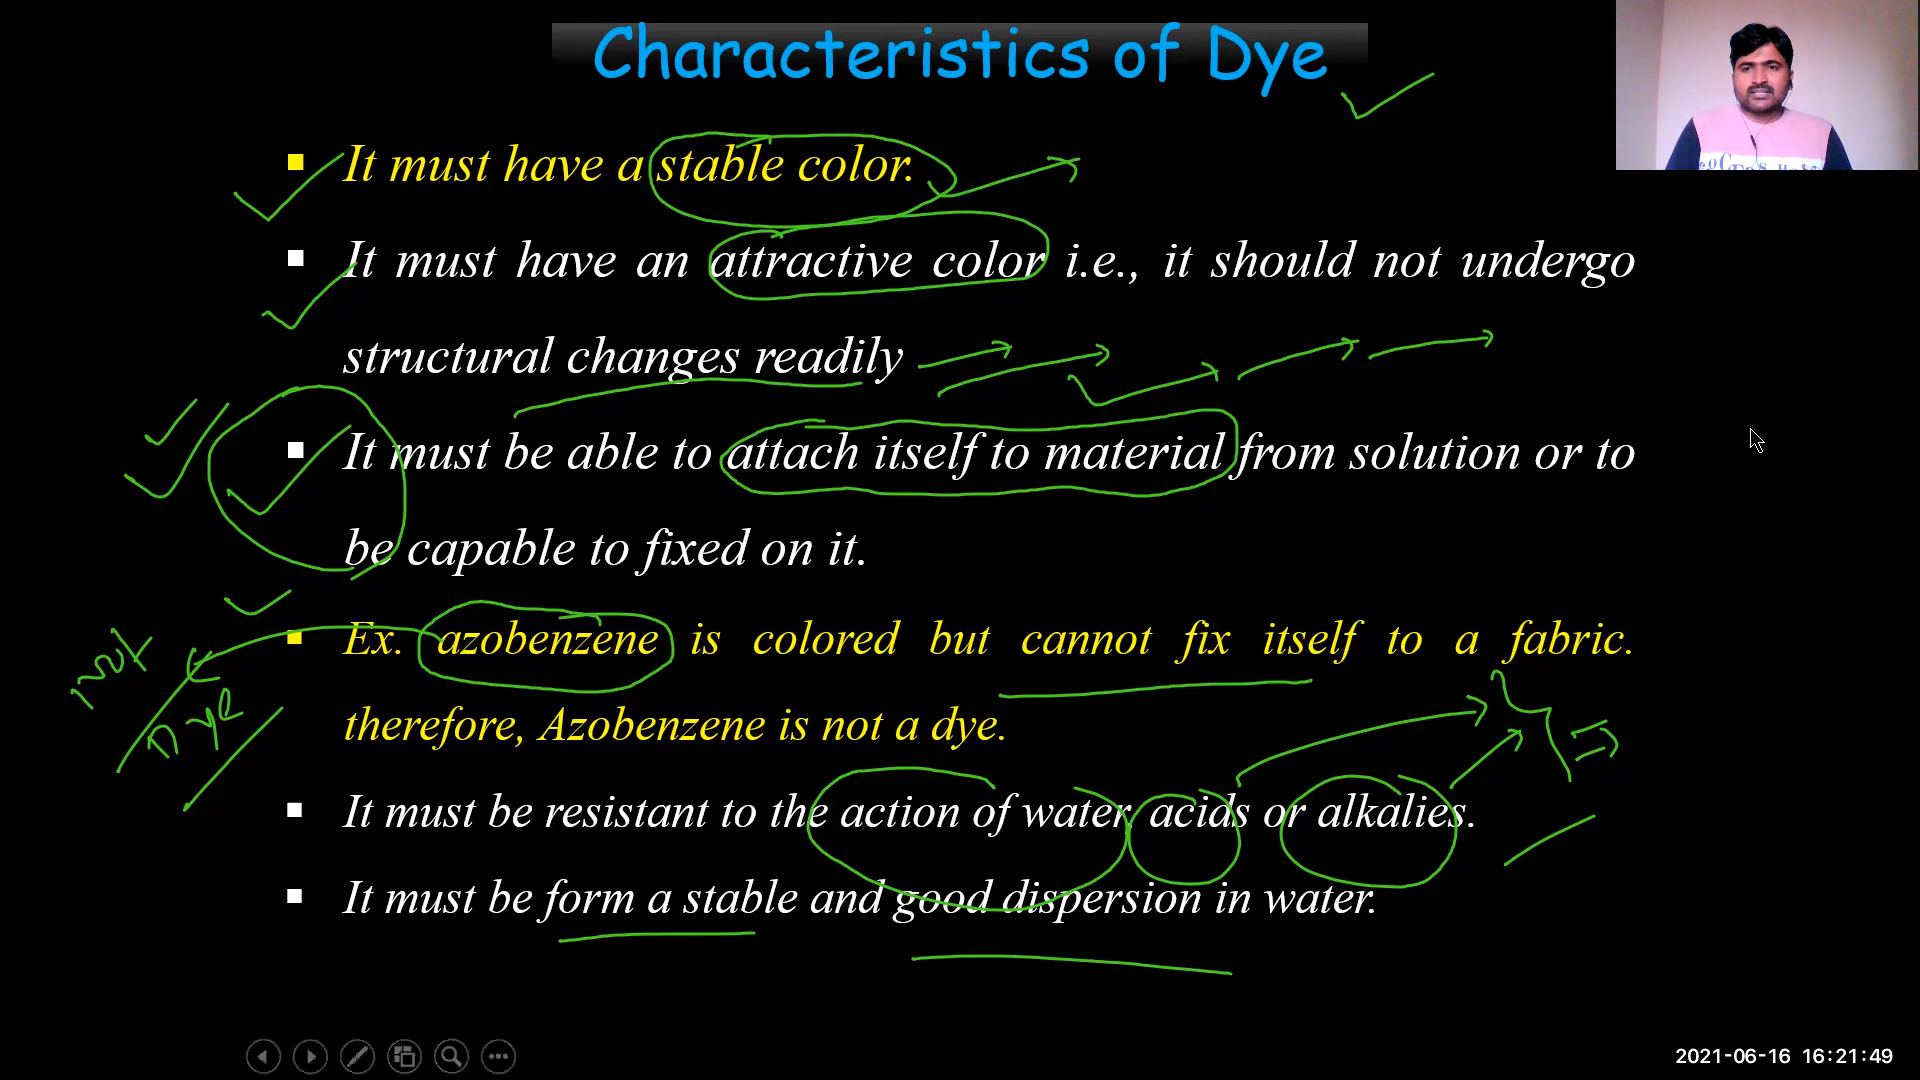 Characteristics of Dye
▪ It must have a stable color.
▪ It must have an attractive color i.e., it should not undergo
structural changes readily
▪ It must be able to attach itself to material from solution or to
be capable to fixed on it.
▪ Ex. azobenzene is colored but cannot fix itself to a fabric.
therefore, Azobenzene is not a dye.
not
Dye
▪ It must be resistant to the action of water, acids or alkalies.
▪ It must be form a stable and good dispersion in water.
2021-06-16 16:21:49